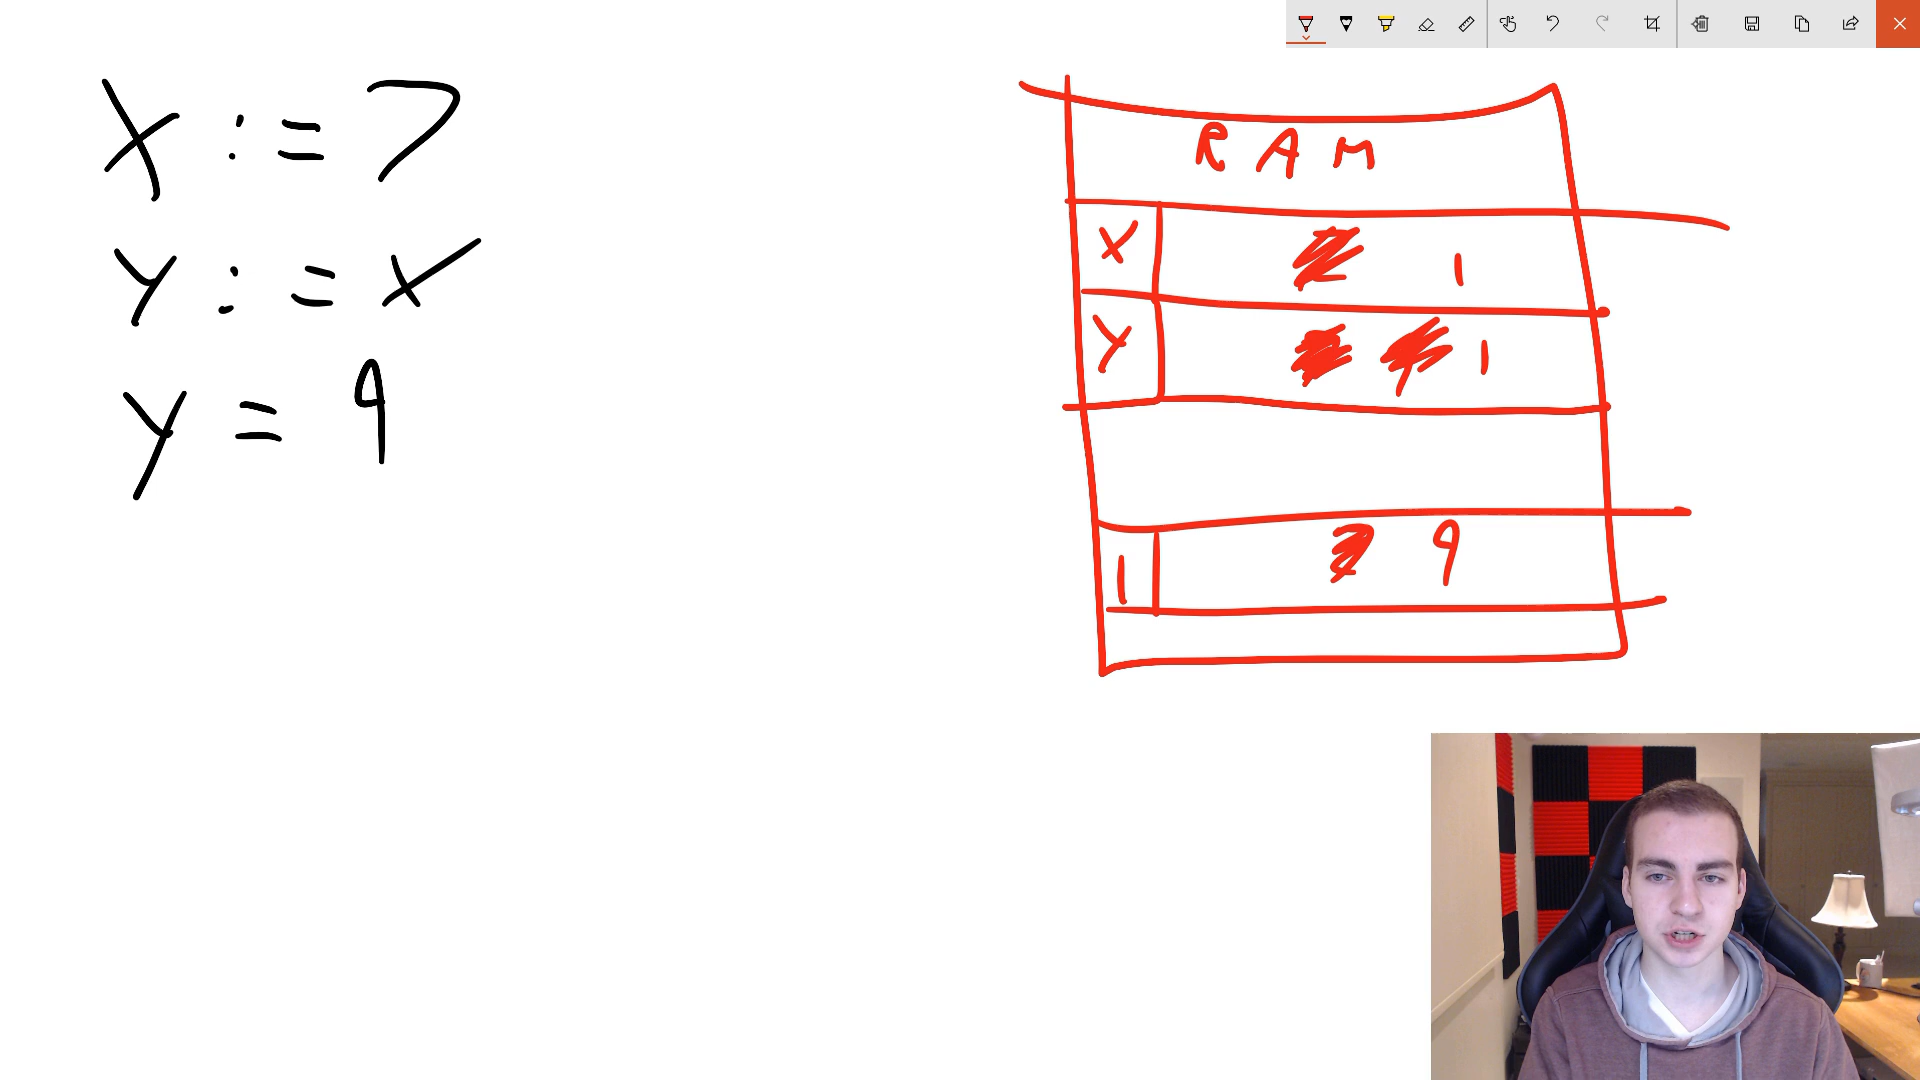 X := 7
y := x
y = 9
RAM
X 1
Y 1
1 9